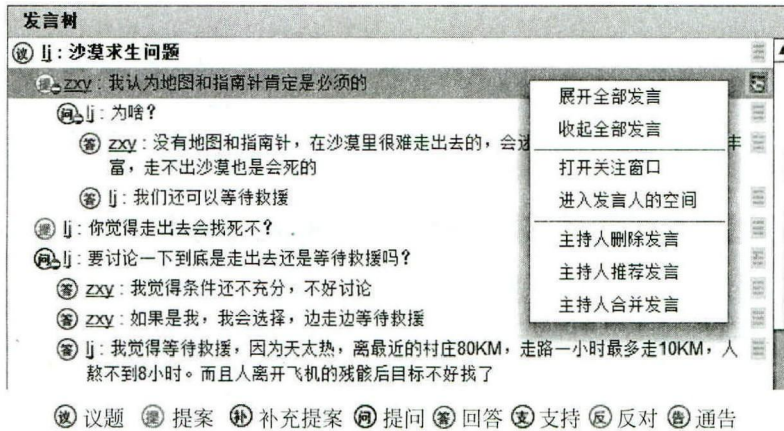 发言树
议 lj：沙漠求生问题
提 zxy：我认为地图和指南针肯定是必须的
问 lj：为啥？
答 zxy：没有地图和指南针，在沙漠里很难走出去的，会迷 丰
富，走不出沙漠也是会死的
答 lj：我们还可以等待救援
提 lj：你觉得走出去会找死不？
问 lj：要讨论一下到底是走出去还是等待救援吗？
答 zxy：我觉得条件还不充分，不好讨论
答 zxy：如果是我，我会选择，边走边等待救援
答 lj：我觉得等待救援，因为天太热，离最近的村庄80KM，走路一小时最多走10KM，人
熬不到8小时。而且人离开飞机的残骸后目标不好找了
展开全部发言
收起全部发言
打开关注窗口
进入发言人的空间
主持人删除发言
主持人推荐发言
主持人合并发言
议 议题 提 提案 补 补充提案 问 提问 答 回答 支 支持 反 反对 告 通告